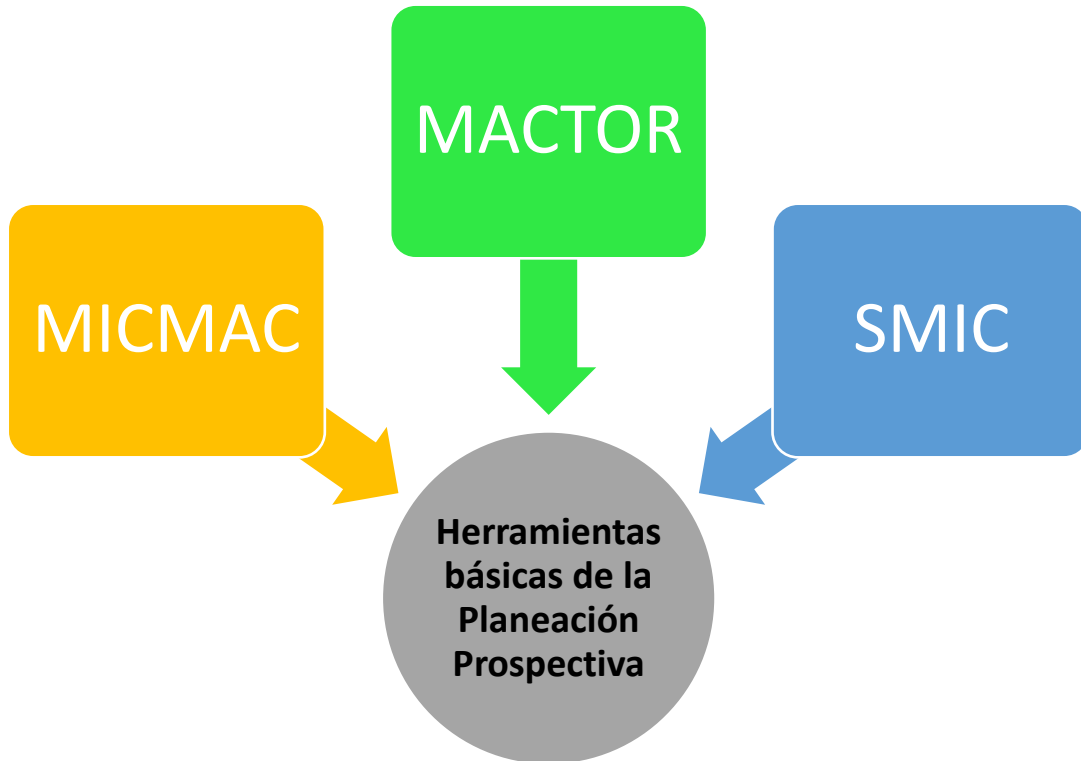 MACTOR
MICMAC
SMIC
Herramientas
básicas de la
Planeación
Prospectiva